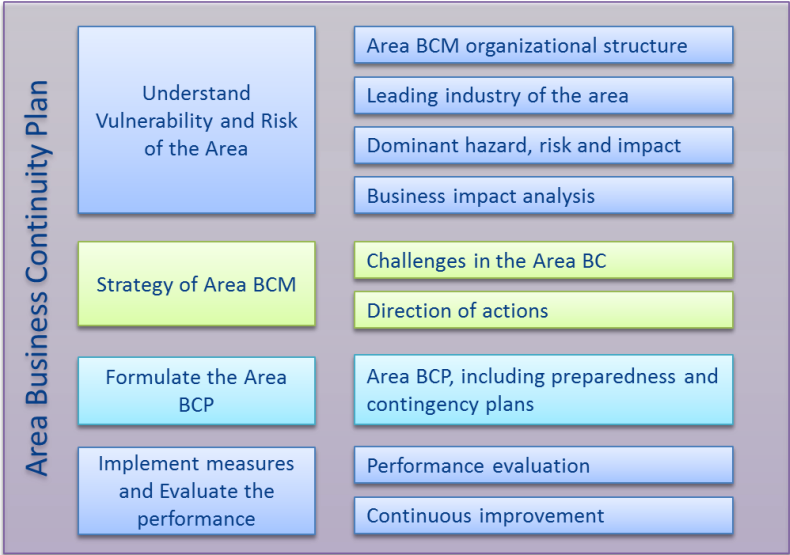 Area Business Continuity Plan
Understand
Vulnerability and Risk
of the Area
Area BCM organizational structure
Leading industry of the area
Dominant hazard, risk and impact
Business impact analysis
Strategy of Area BCM
Challenges in the Area BC
Direction of actions
Formulate the Area
BCP
Area BCP, including preparedness and
contingency plans
Implement measures
and Evaluate the
performance
Performance evaluation
Continuous improvement